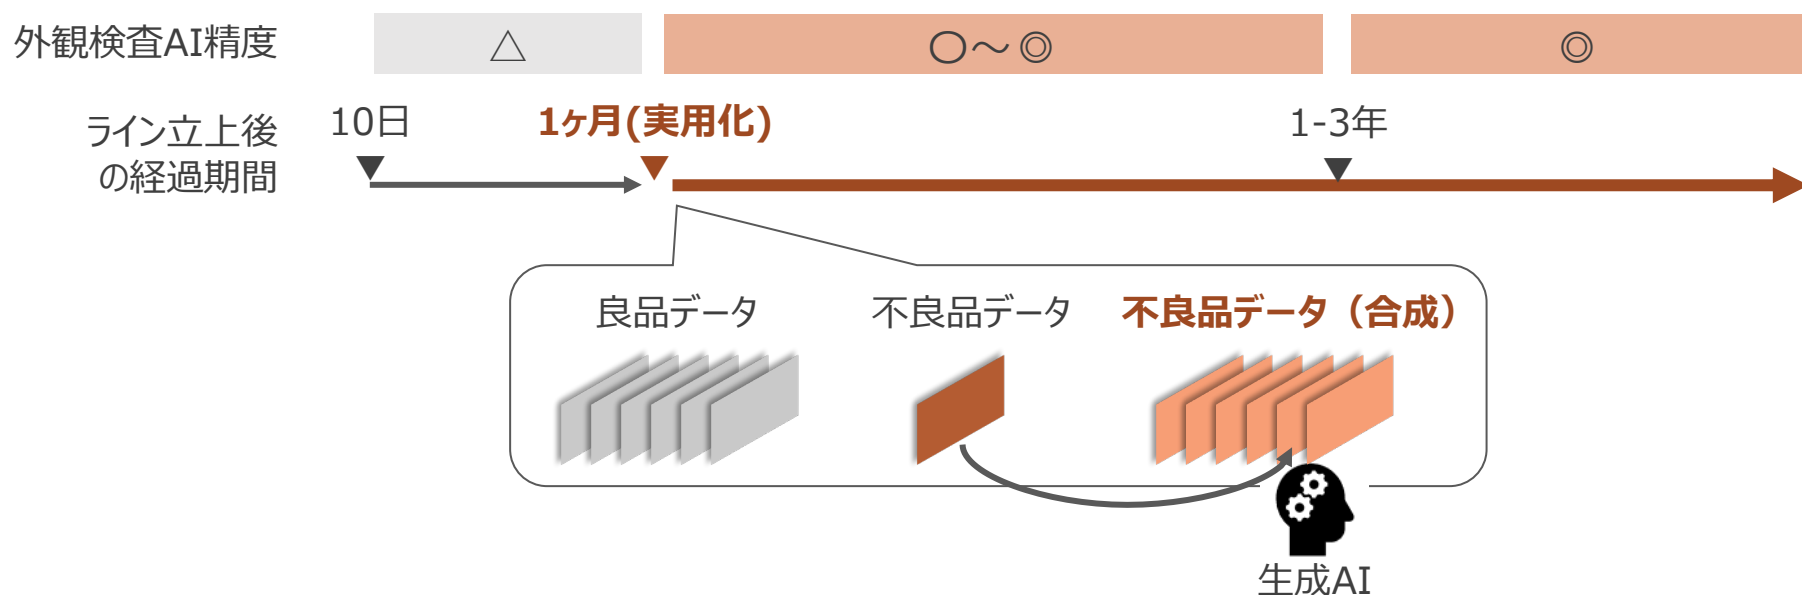 外観検査AI精度
△
〇～◎
◎
ライン立上後
の経過期間
10日
1ヶ月(実用化)
1-3年
良品データ
不良品データ
不良品データ（合成）
生成AI